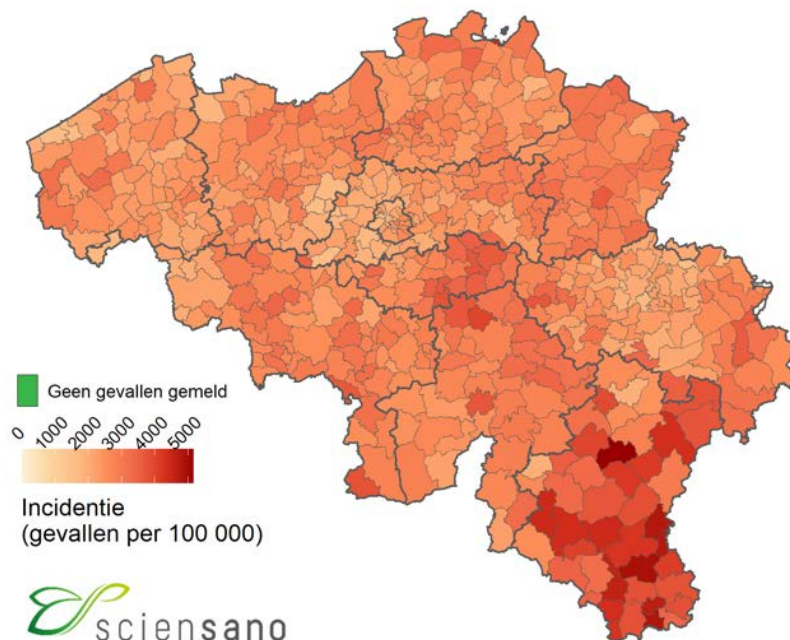 Geen gevallen gemeld
0 1000 2000 3000 4000 5000
Incidentie
(gevallen per 100 000)
sciensano